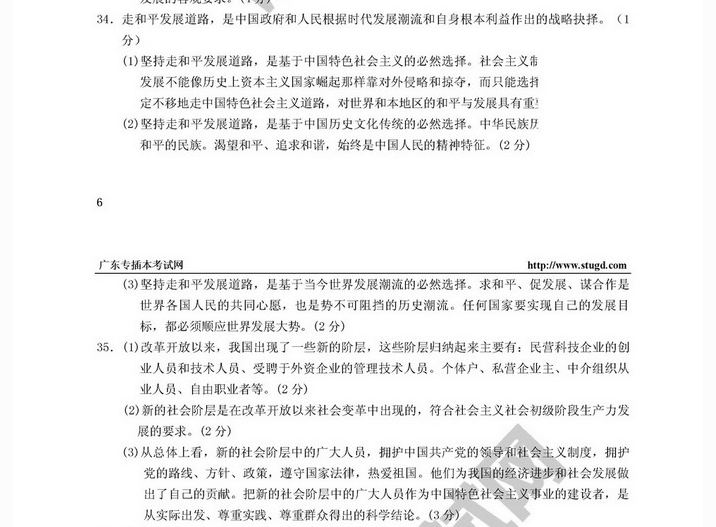 发展的客观要求。(1分)
34. 走和平发展道路，是中国政府和人民根据时代发展潮流和自身根本利益作出的战略抉择。（1
分）
(1)坚持走和平发展道路，是基于中国特色社会主义的必然选择。社会主义制
发展不能像历史上资本主义国家崛起那样靠对外侵略和掠夺，而只能选择
定不移地走中国特色社会主义道路，对世界和本地区的和平与发展具有重要
(2)坚持走和平发展道路，是基于中国历史文化传统的必然选择。中华民族历
和平的民族。渴望和平、追求和谐，始终是中国人民的精神特征。(2分)
6
广东专插本考试网 http://www.stugd.com
(3)坚持走和平发展道路，是基于当今世界发展潮流的必然选择。求和平、促发展、谋合作是
世界各国人民的共同心愿，也是势不可阻挡的历史潮流。任何国家要实现自己的发展目
标，都必须顺应世界发展大势。(2分)
35. (1)改革开放以来，我国出现了一些新的阶层，这些阶层归纳起来主要有：民营科技企业的创
业人员和技术人员、受聘于外资企业的管理技术人员。个体户、私营企业主、中介组织从
业人员、自由职业者等。(2分)
(2)新的社会阶层是在改革开放以来社会变革中出现的，符合社会主义社会初级阶段生产力发
展的要求。(2分)
(3)从总体上看，新的社会阶层中的广大人员，拥护中国共产党的领导和社会主义制度，拥护
党的路线、方针、政策，遵守国家法律，热爱祖国。他们为我国的经济进步和社会发展做
出了自己的贡献。把新的社会阶层中的广大人员作为中国特色社会主义事业的建设者，是
从实际出发、尊重实践、尊重群众得出的科学结论。(3分)